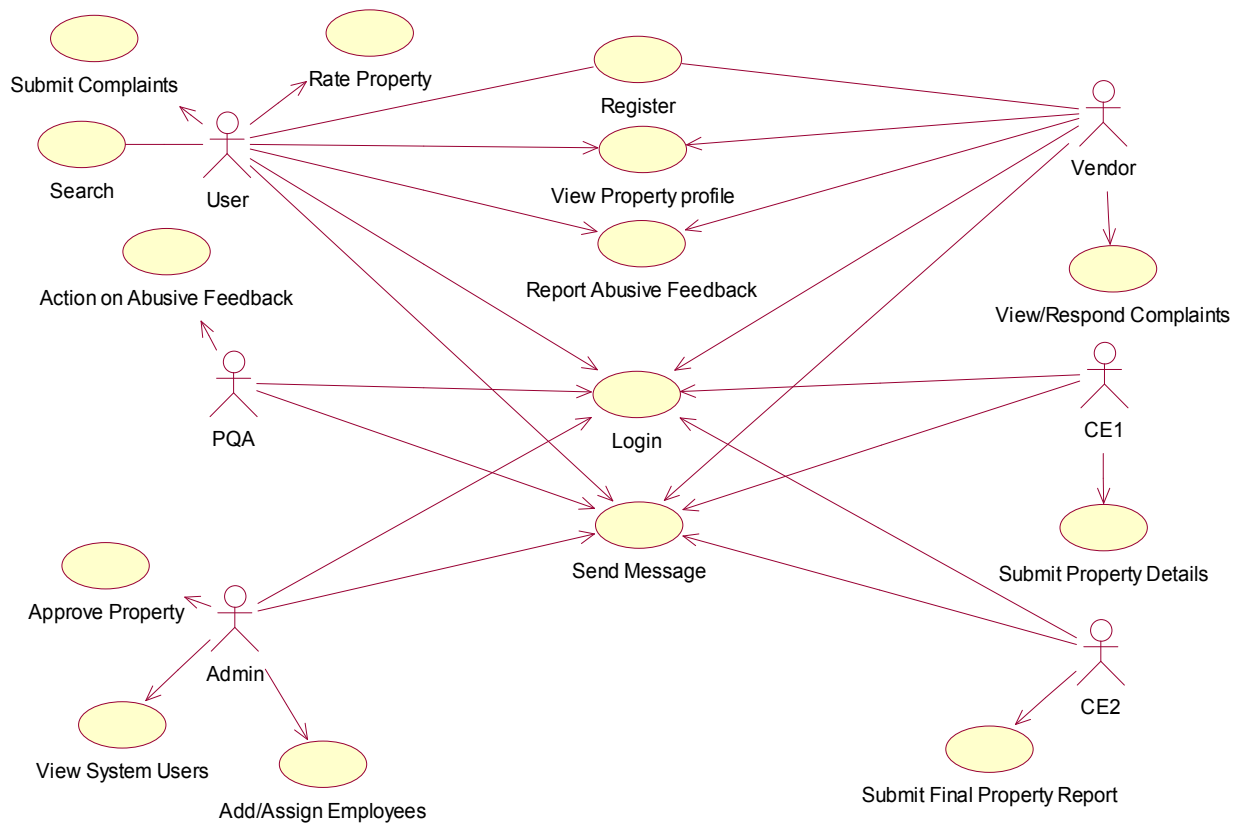 Submit Complaints
Rate Property
Register
Search
User
Vendor
View Property profile
Action on Abusive Feedback
Report Abusive Feedback
View/Respond Complaints
PQA
Login
CE1
Send Message
Submit Property Details
Approve Property
Admin
CE2
View System Users
Add/Assign Employees
Submit Final Property Report